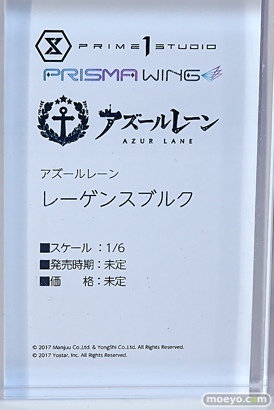 PRIME 1 STUDIO
PRISMA WING
アズールレーン
AZUR LANE
アズールレーン
レーゲンスブルク
■スケール：1/6
■発売時期：未定
■価　　格：未定
© 2017 Manjuu Co.,Ltd. & YongShi Co.,Ltd. All Rights Reserved.
© 2017 Yostar, Inc. All Rights Reserved.
moeyo.com